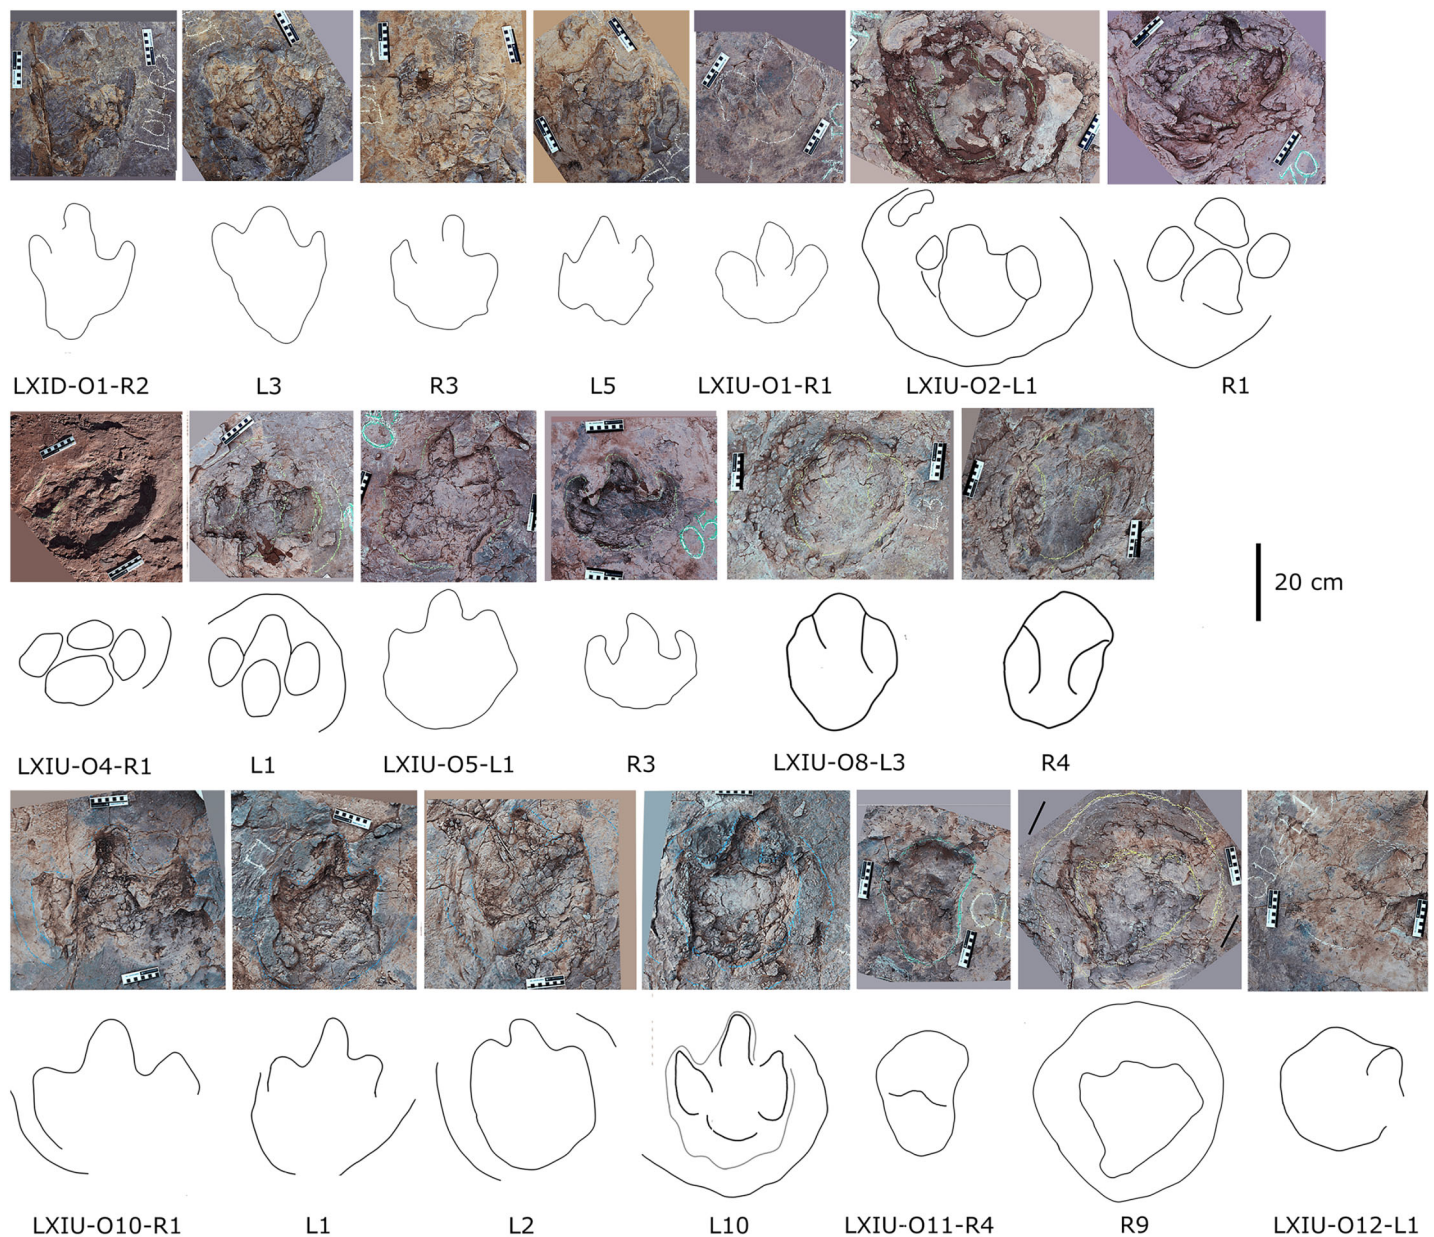 LXID-O1-R2 L3 R3 L5 LXIU-O1-R1 LXIU-O2-L1 R1
20 cm
LXIU-O4-R1 L1 LXIU-O5-L1 R3 LXIU-O8-L3 R4
LXIU-O10-R1 L1 L2 L10 LXIU-O11-R4 R9 LXIU-O12-L1